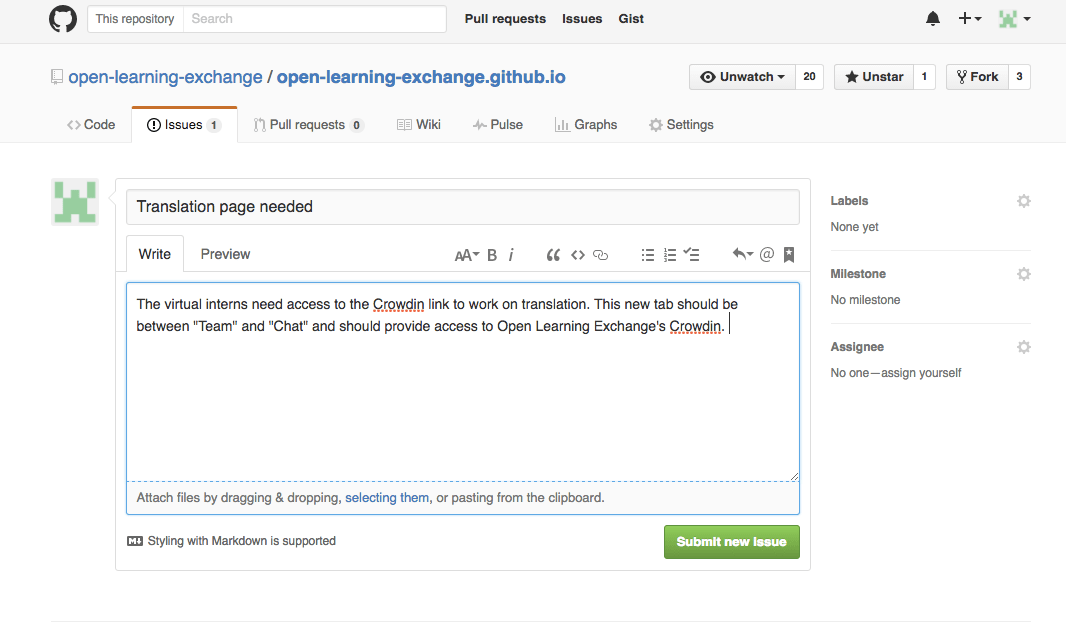 This repository Search Pull requests Issues Gist
open-learning-exchange / open-learning-exchange.github.io Unwatch 20 Unstar 1 Fork 3
Code Issues 1 Pull requests 0 Wiki Pulse Graphs Settings
Translation page needed
Write Preview AA B i
The virtual interns need access to the Crowdin link to work on translation. This new tab should be
between "Team" and "Chat" and should provide access to Open Learning Exchange's Crowdin.
Attach files by dragging & dropping, selecting them, or pasting from the clipboard.
Styling with Markdown is supported
Submit new issue
Labels
None yet
Milestone
No milestone
Assignee
No one—assign yourself